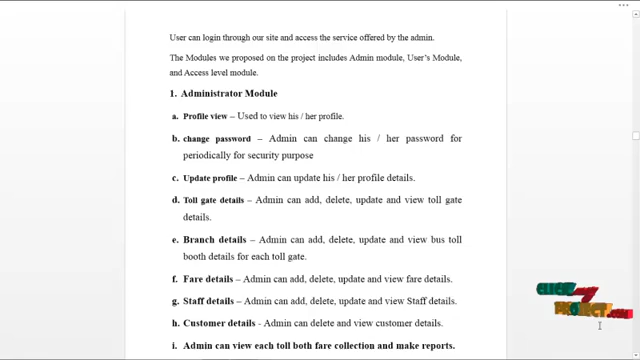 User can login through our site and access the service offered by the admin.
The Modules we proposed on the project includes Admin module, User's Module,
and Access level module.
1. Administrator Module
a. Profile view – Used to view his / her profile.
b. change password – Admin can change his / her password for
periodically for security purpose
c. Update profile – Admin can update his / her profile details.
d. Toll gate details – Admin can add, delete, update and view toll gate
details.
e. Branch details – Admin can add, delete, update and view bus toll
booth details for each toll gate.
f. Fare details – Admin can add, delete, update and view fare details.
g. Staff details – Admin can add, delete, update and view Staff details.
h. Customer details - Admin can delete and view customer details.
i. Admin can view each toll both fare collection and make reports.
CLICK my
PROJECT.com